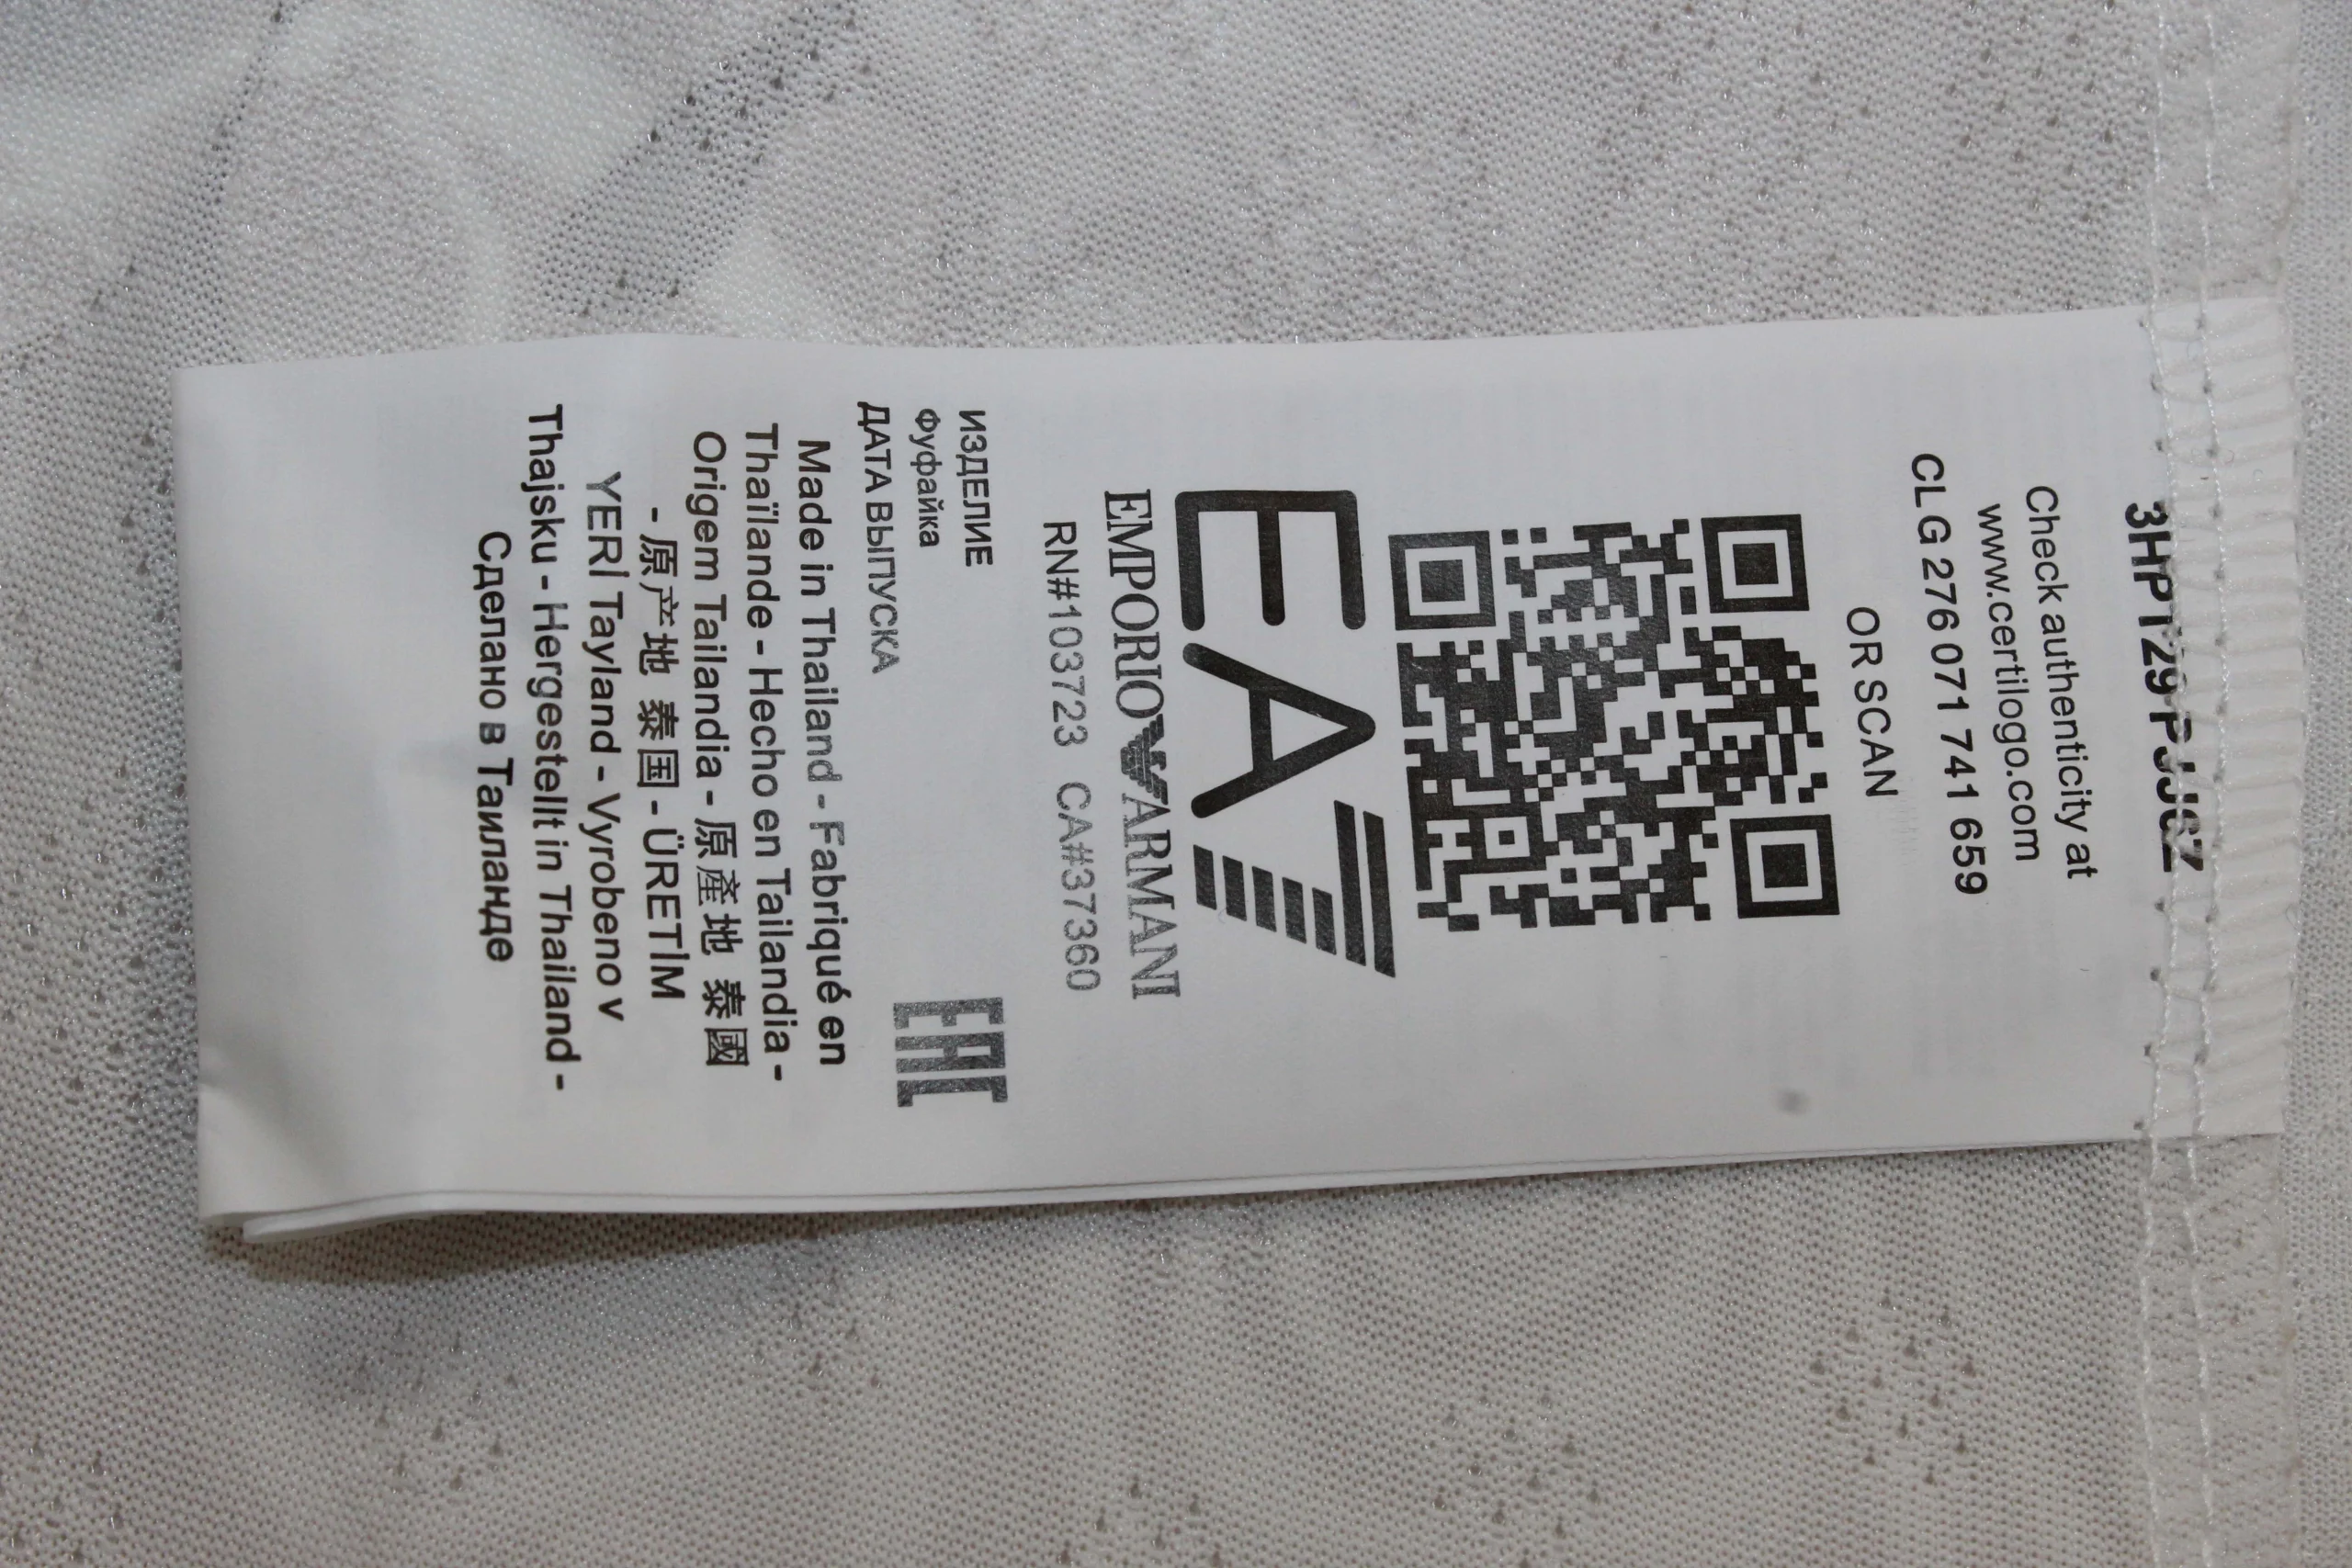 3HPT29 PJJ6Z
Check authenticity at
www.certilogo.com
CLG 276 071 741 659
OR SCAN
EA7
EMPORIO ARMANI
RN#103723 CA#37360
ИЗДЕЛИЕ
Фуфайка
ДАТА ВЫПУСКА
EAC
Made in Thailand - Fabriqué en
Thaïlande - Hecho en Tailandia -
Origem Tailandia - 原產地 泰國
- 原产地 泰国 - ÜRETİM
YERİ Tayland - Vyrobeno v
Thajsku - Hergestellt in Thailand -
Сделано в Таиланде